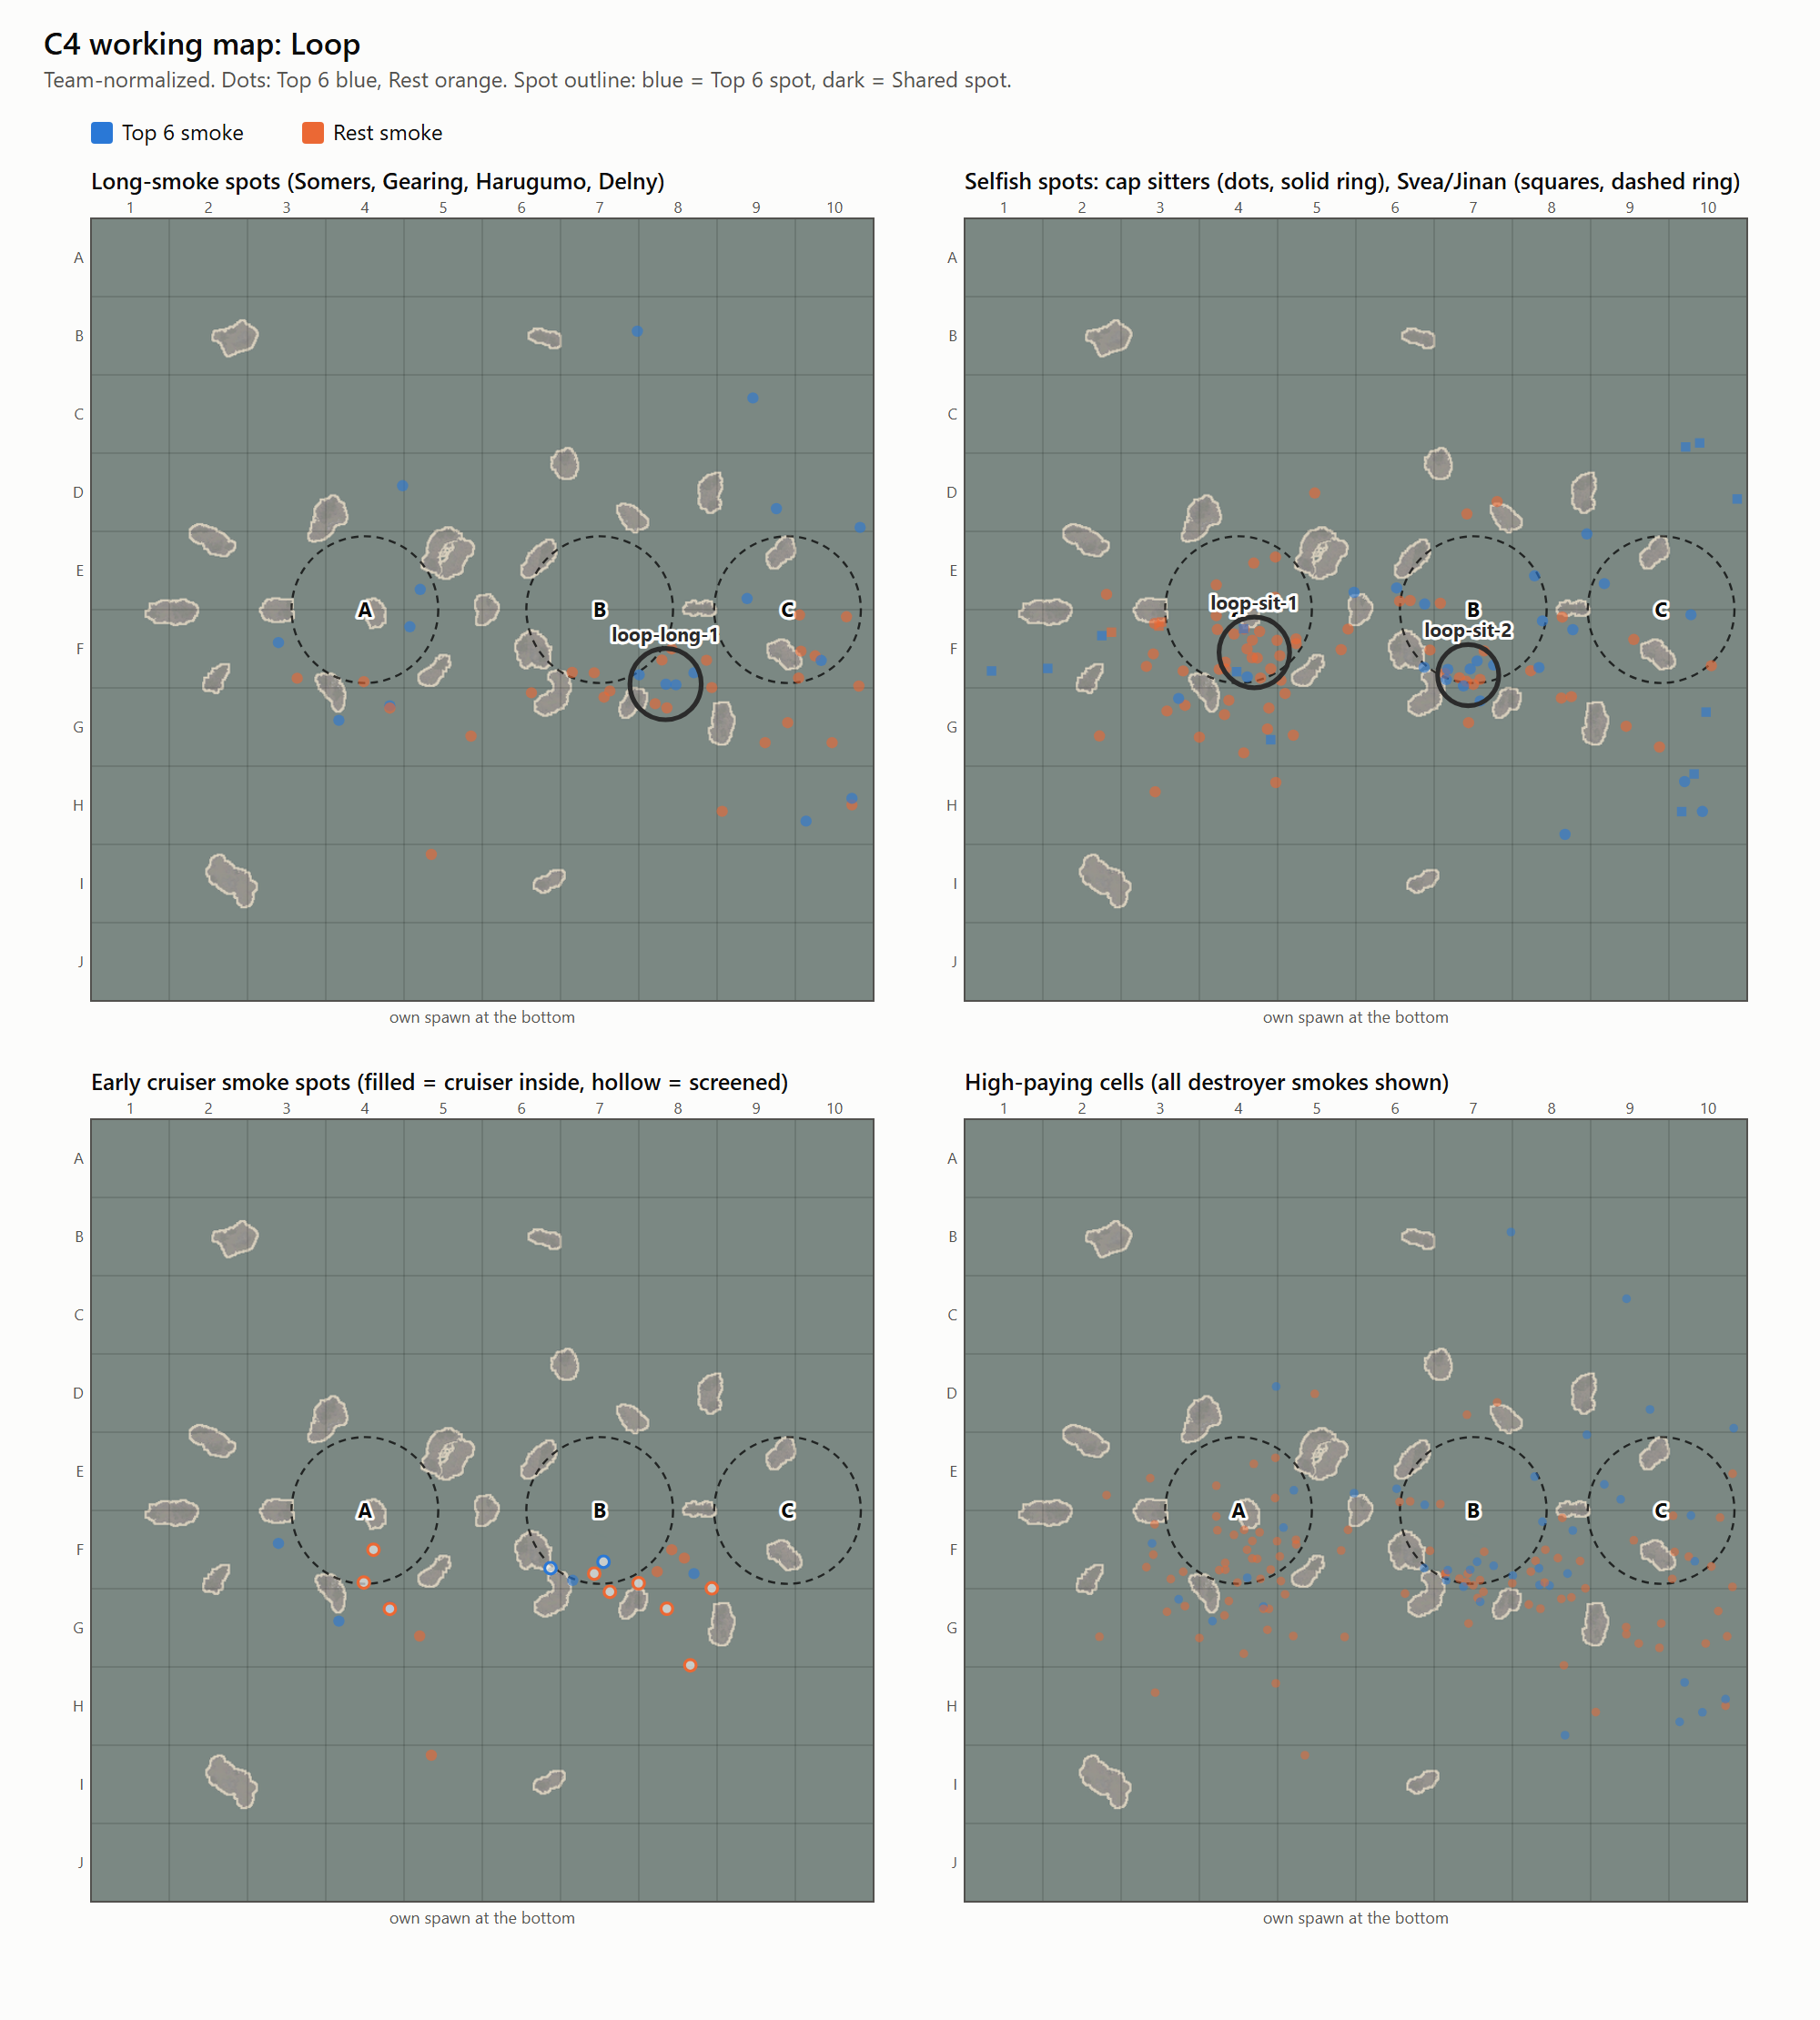 C4 working map: Loop
Team-normalized. Dots: Top 6 blue, Rest orange. Spot outline: blue = Top 6 spot, dark = Shared spot.
Top 6 smoke
Rest smoke
Long-smoke spots (Somers, Gearing, Harugumo, Delny)
1 2 3 4 5 6 7 8 9 10
A
B
C
D
E
A B C
loop-long-1
F
G
H
I
J
own spawn at the bottom
Selfish spots: cap sitters (dots, solid ring), Svea/Jinan (squares, dashed ring)
1 2 3 4 5 6 7 8 9 10
A
B
C
D
E
loop-sit-1
B C
loop-sit-2
F
G
H
I
J
own spawn at the bottom
Early cruiser smoke spots (filled = cruiser inside, hollow = screened)
1 2 3 4 5 6 7 8 9 10
A
B
C
D
E
A B C
F
G
H
I
J
own spawn at the bottom
High-paying cells (all destroyer smokes shown)
1 2 3 4 5 6 7 8 9 10
A
B
C
D
E
A B C
F
G
H
I
J
own spawn at the bottom